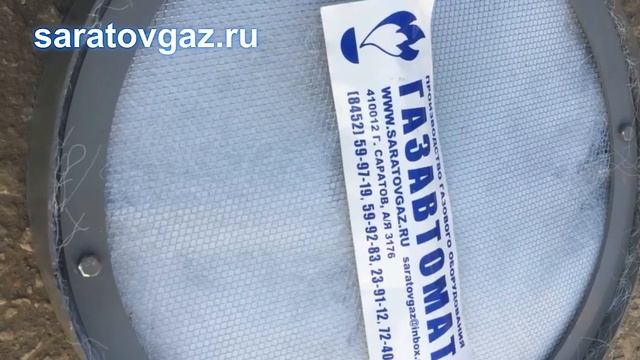 saratovgaz.ru
ПРОИЗВОДСТВО ГАЗОВОГО ОБОРУДОВАНИЯ
ГАЗАВТОМАТ
WWW.SARATOVGAZ.RU saratovgaz@inbox.
410012 Г. САРАТОВ, А/Я 3176
(8452) 59-97-19, 59-92-83, 23-91-12, 72-40